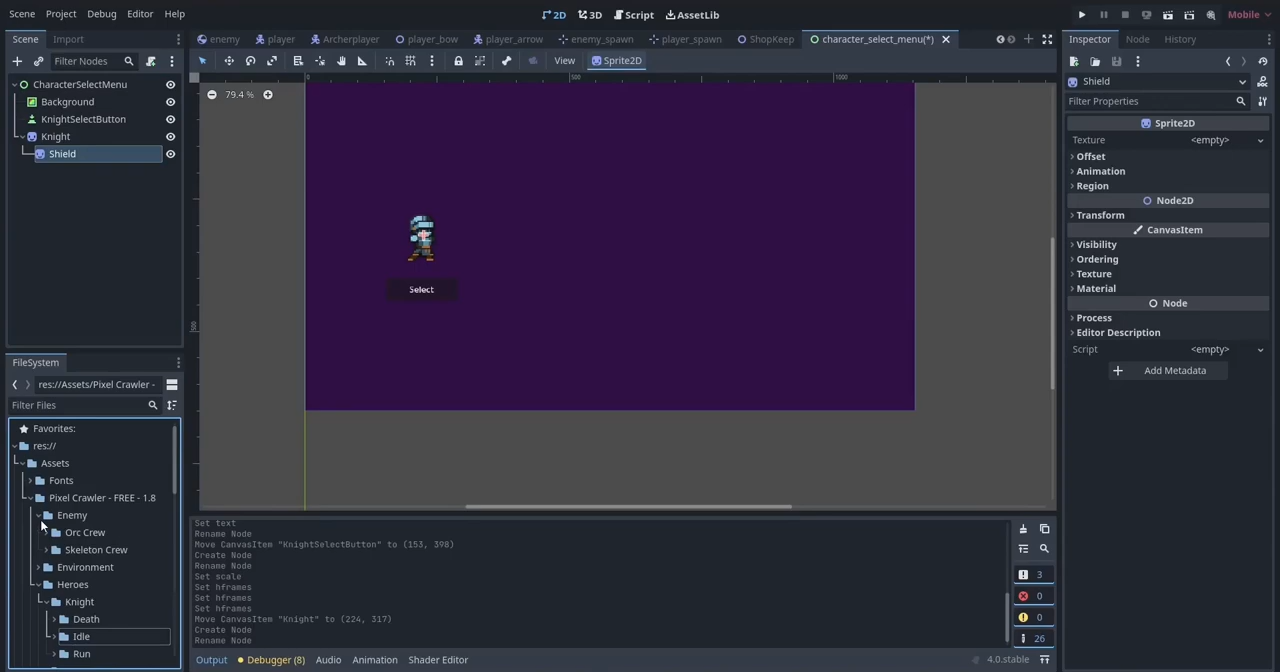 Scene Project Debug Editor Help
2D 3D Script AssetLib
Mobile
Scene Import
enemy player Archerplayer player_bow player_arrow enemy_spawn player_spawn ShopKeep character_select_menu(*)
Inspector Node History
Filter Nodes
View Sprite2D
CharacterSelectMenu
Background
KnightSelectButton
Knight
Shield
0 500 1000
79.4 %
500
Select
Shield
Filter Properties
Sprite2D
Texture <empty>
Offset
Animation
Region
Node2D
Transform
CanvasItem
Visibility
Ordering
Texture
Material
Node
Process
Editor Description
Script <empty>
Add Metadata
FileSystem
res://Assets/Pixel Crawler -
Filter Files
Favorites:
res://
Assets
Fonts
Pixel Crawler - FREE - 1.8
Enemy
Orc Crew
Skeleton Crew
Environment
Heroes
Knight
Death
Idle
Run
Set text
Rename Node
Move CanvasItem "KnightSelectButton" to (153, 398)
Create Node
Rename Node
Set scale
Set hframes
Set hframes
Set hframes
Move CanvasItem "Knight" to (224, 317)
Create Node
Rename Node
3
0
0
26
Output Debugger (8) Audio Animation Shader Editor
4.0.stable